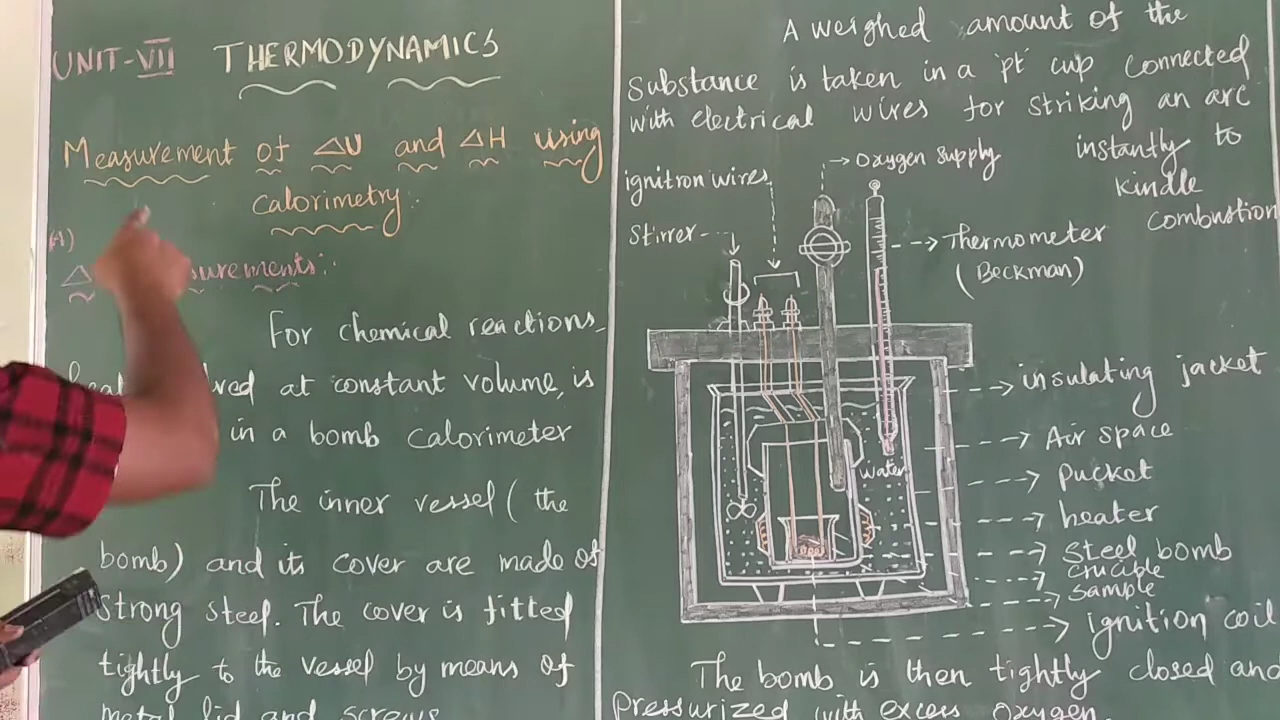 UNIT-VII THERMODYNAMICS
Measurement of ΔU and ΔH using
calorimetry:
(A)
Δ surements:
For chemical reactions,
at constant volume, is
in a bomb calorimeter
The inner vessel (the
bomb) and its cover are made of
strong steel. The cover is fitted
tightly to the vessel by means of
metal lid and screws
A weighed amount of the
Substance is taken in a pt cup connected
with electrical wires for striking an arc
instantly to
kindle
combustion
→ Oxygen supply
ignitron wires
Stirrer
Thermometer
(Beckman)
insulating jacket
Air space
water
pucket
heater
Steel bomb
crucible
sample
ignition coil
The bomb is then tightly closed and
pressurized with excess oxygen.